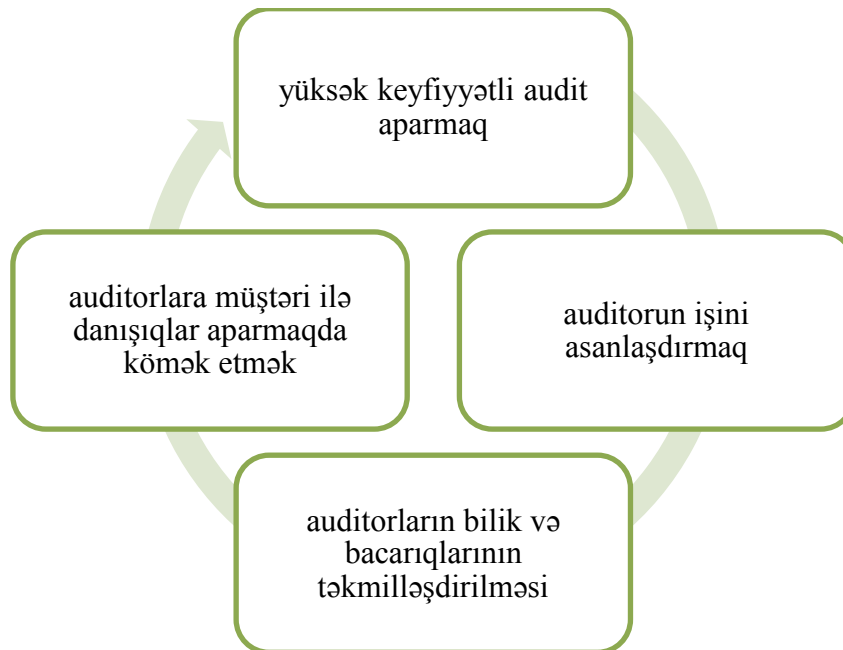 yüksək keyfiyyətli audit
aparmaq
auditorun işini
asanlaşdırmaq
auditorların bilik və
bacarıqlarının
təkmilləşdirilməsi
auditorlara müştəri ilə
danışıqlar aparmaqda
kömək etmək